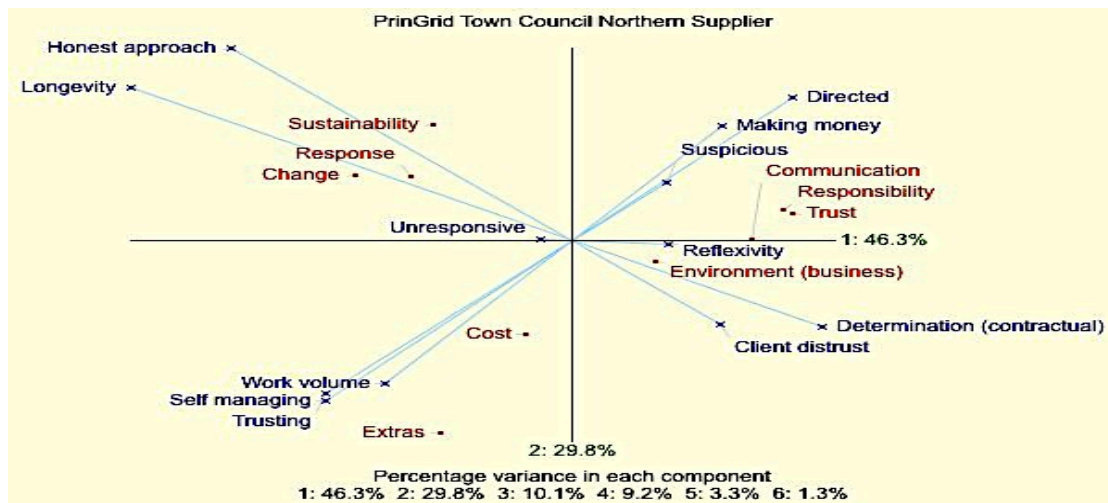 PrinGrid Town Council Northern Supplier
Honest approach
Longevity
Directed
Sustainability
Making money
Response
Suspicious
Change
Communication
Responsibility
Trust
Unresponsive
1: 46.3%
Reflexivity
Environment (business)
Cost
Determination (contractual)
Client distrust
Work volume
Self managing
Trusting
Extras
2: 29.8%
Percentage variance in each component
1: 46.3% 2: 29.8% 3: 10.1% 4: 9.2% 5: 3.3% 6: 1.3%